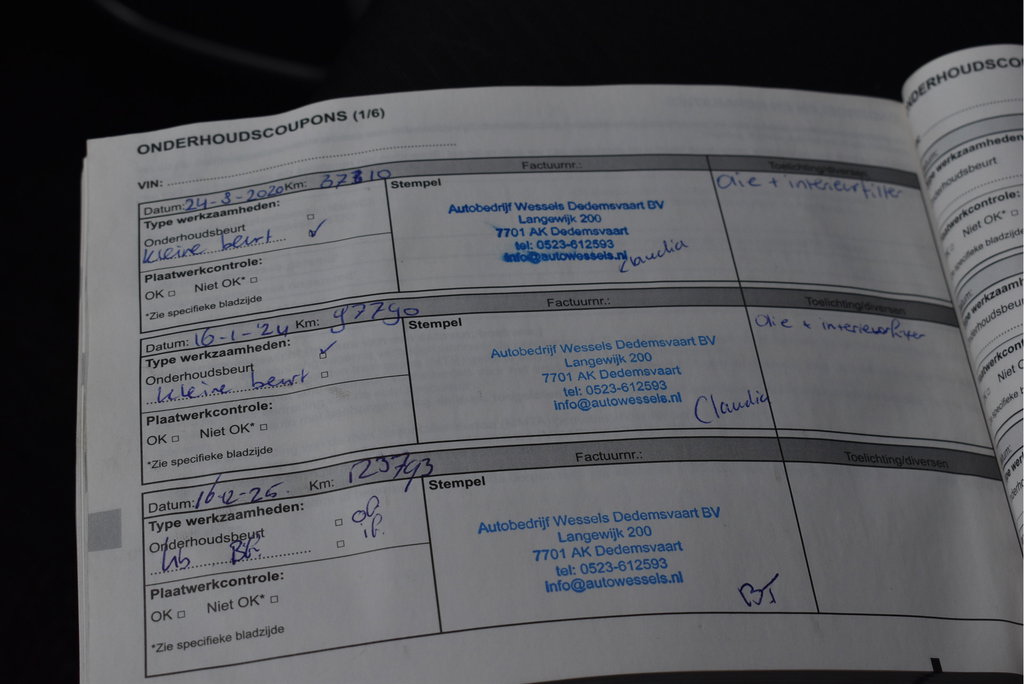 ONDERHOUDSCOUPONS (1/6)
VIN:
Factuurnr.:
Toelichting/diversen
Datum: 24-8-2020 Km:
Stempel
Olie + interieurfilter
Type werkzaamheden:
Onderhoudsbeurt
kleine beurt
Autobedrijf Wessels Dedemsvaart BV
Langewijk 200
7701 AK Dedemsvaart
tel: 0523-612593
info@autowessels.nl
Claudia
Plaatwerkcontrole:
OK Niet OK*
*Zie specifieke bladzijde
Factuurnr.:
Toelichting/diversen
Datum: 16-1-'24 Km: 97790
Stempel
Olie + interieurfilter
Type werkzaamheden:
Onderhoudsbeurt
kleine beurt
Autobedrijf Wessels Dedemsvaart BV
Langewijk 200
7701 AK Dedemsvaart
tel: 0523-612593
info@autowessels.nl
Claudia
Plaatwerkcontrole:
OK Niet OK*
*Zie specifieke bladzijde
Factuurnr.:
Toelichting/diversen
Datum: 16-12-25. Km: 123793
Stempel
Type werkzaamheden:
Onderhoudsbeurt
Autobedrijf Wessels Dedemsvaart BV
Langewijk 200
7701 AK Dedemsvaart
tel: 0523-612593
info@autowessels.nl
Plaatwerkcontrole:
OK Niet OK*
*Zie specifieke bladzijde